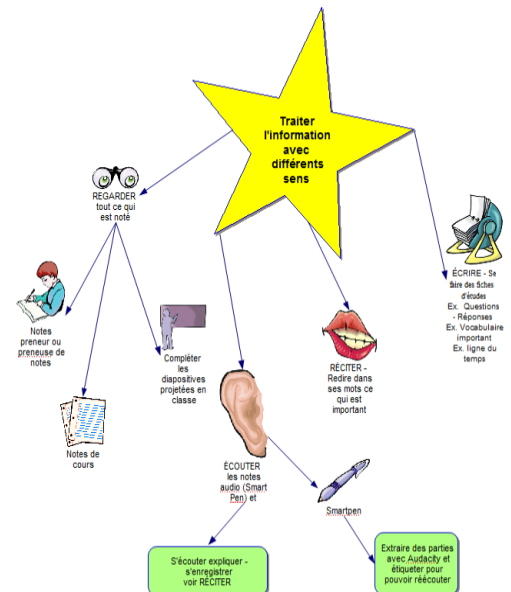 Traiter
l'information
avec
différents
sens
REGARDER
tout ce qui
est noté
Notes
preneur ou
preneuse de
notes
Notes de
cours
Compléter
les
diapositives
projetées en
classe
ÉCOUTER
les notes
audio (Smart
Pen) et
S'écouter expliquer -
s'enregistrer
voir RÉCITER
Smartpen
Extraire des parties
avec Audacity et
étiqueter pour
pouvoir réécouter
RÉCITER -
Redire dans
ses mots ce
qui est
important
ÉCRIRE - Se
faire des fiches
d'études
Ex. Questions
- Réponses
Ex. Vocabulaire
important
Ex. ligne du
temps